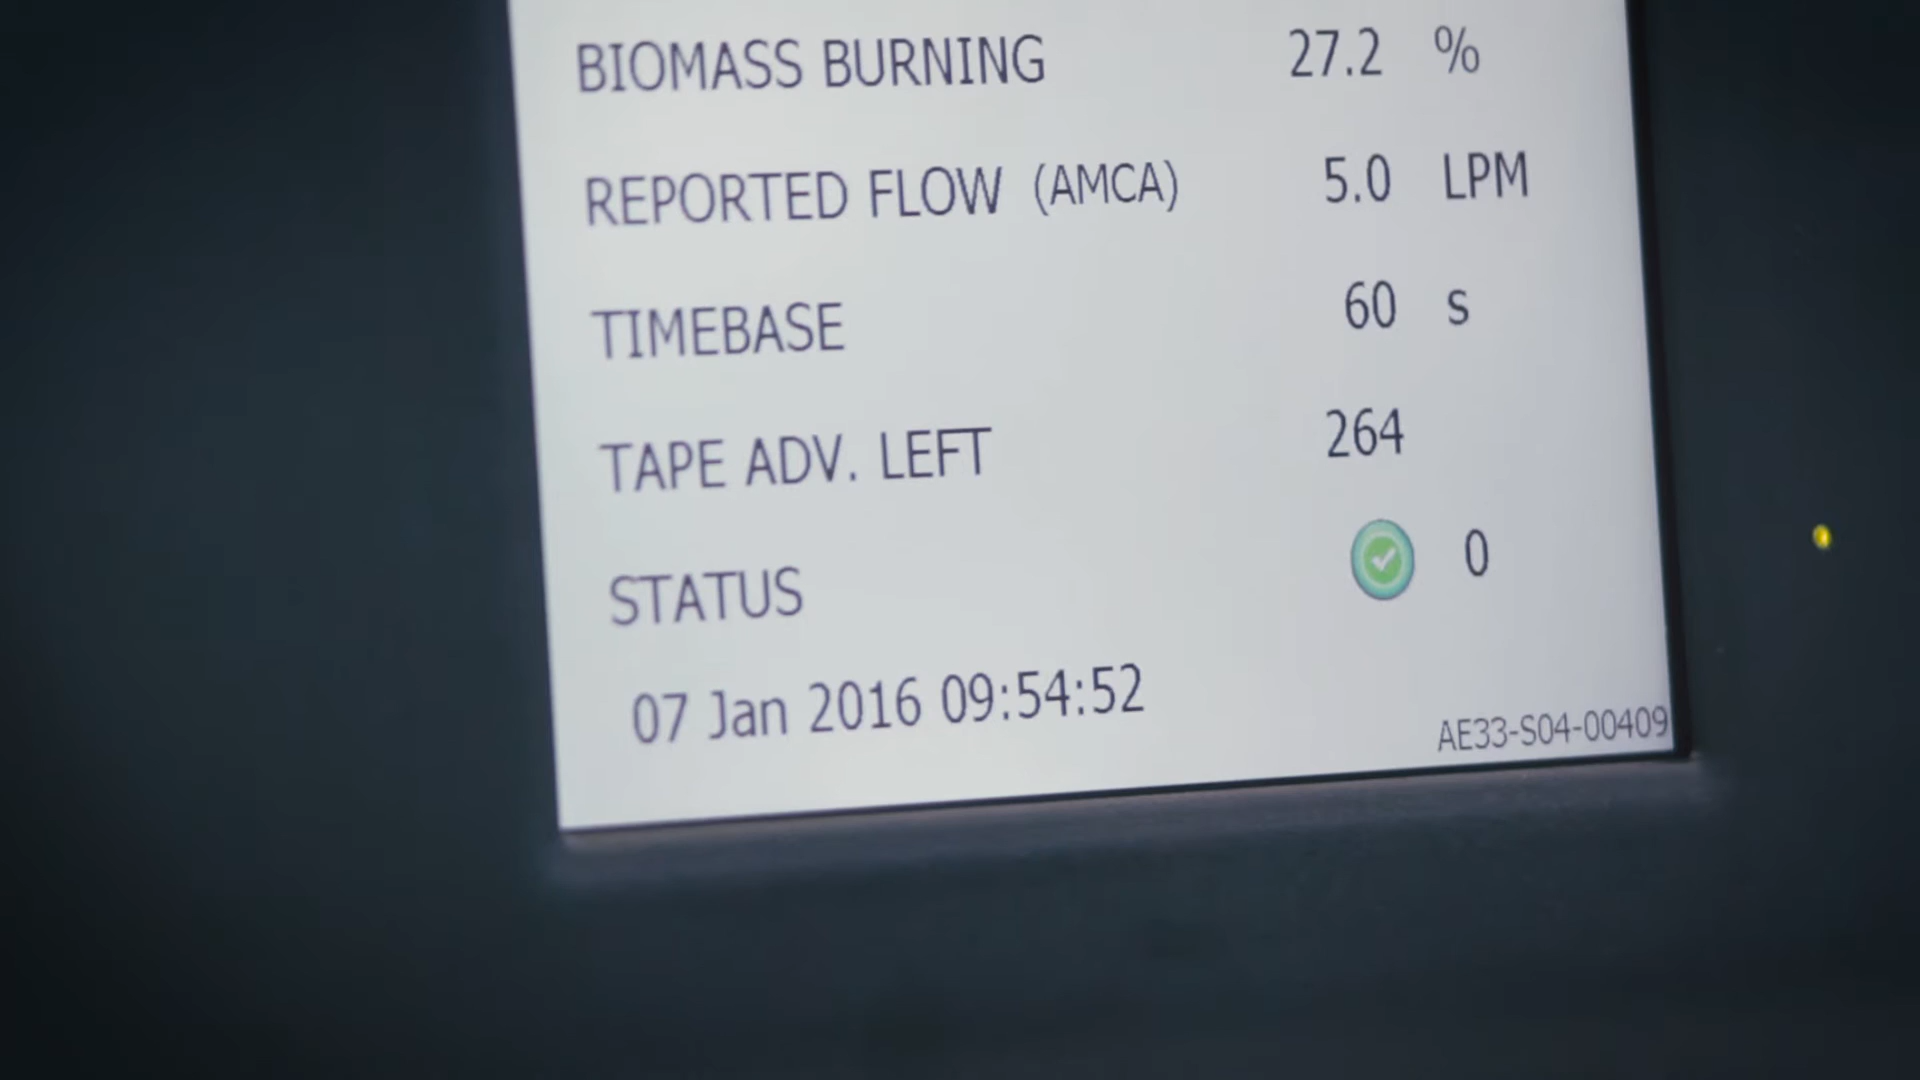 BIOMASS BURNING 27.2 %
REPORTED FLOW (AMCA) 5.0 LPM
TIMEBASE 60 s
TAPE ADV. LEFT 264
STATUS 0
07 Jan 2016 09:54:52
AE33-S04-00409